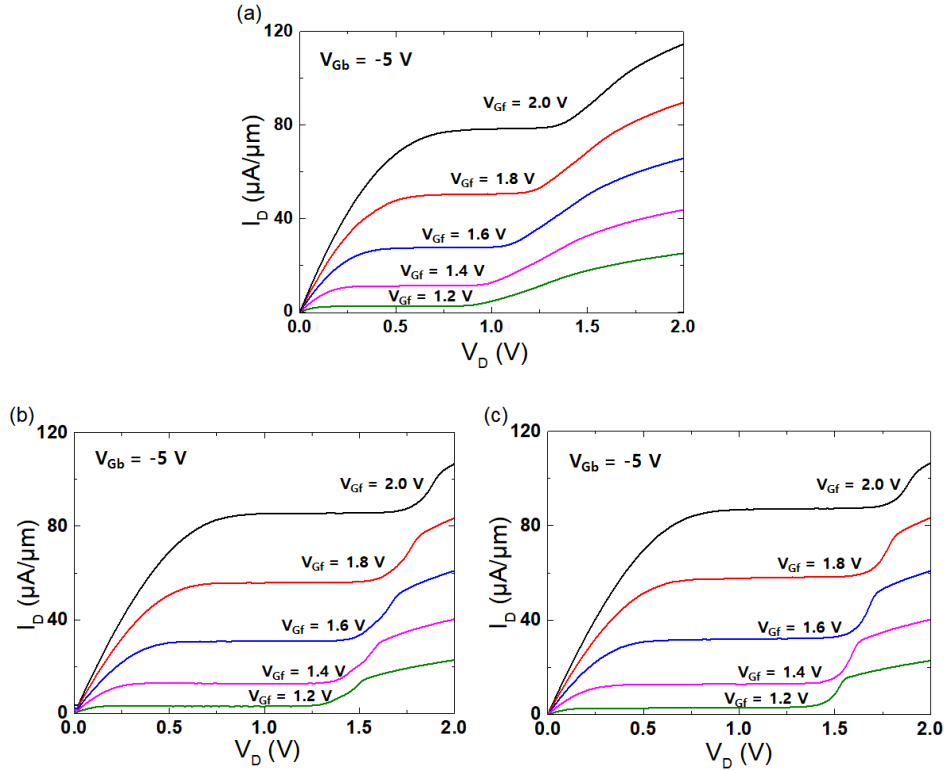 (a)
120
V_Gb = -5 V
V_Gf = 2.0 V
80
V_Gf = 1.8 V
I_D (μA/μm)
40
V_Gf = 1.6 V
V_Gf = 1.4 V
V_Gf = 1.2 V
0
0.0 0.5 1.0 1.5 2.0
V_D (V)
(b)
120
V_Gb = -5 V
V_Gf = 2.0 V
80
V_Gf = 1.8 V
I_D (μA/μm)
40
V_Gf = 1.6 V
V_Gf = 1.4 V
V_Gf = 1.2 V
0
0.0 0.5 1.0 1.5 2.0
V_D (V)
(c)
120
V_Gb = -5 V
V_Gf = 2.0 V
80
V_Gf = 1.8 V
I_D (μA/μm)
40
V_Gf = 1.6 V
V_Gf = 1.4 V
V_Gf = 1.2 V
0
0.0 0.5 1.0 1.5 2.0
V_D (V)